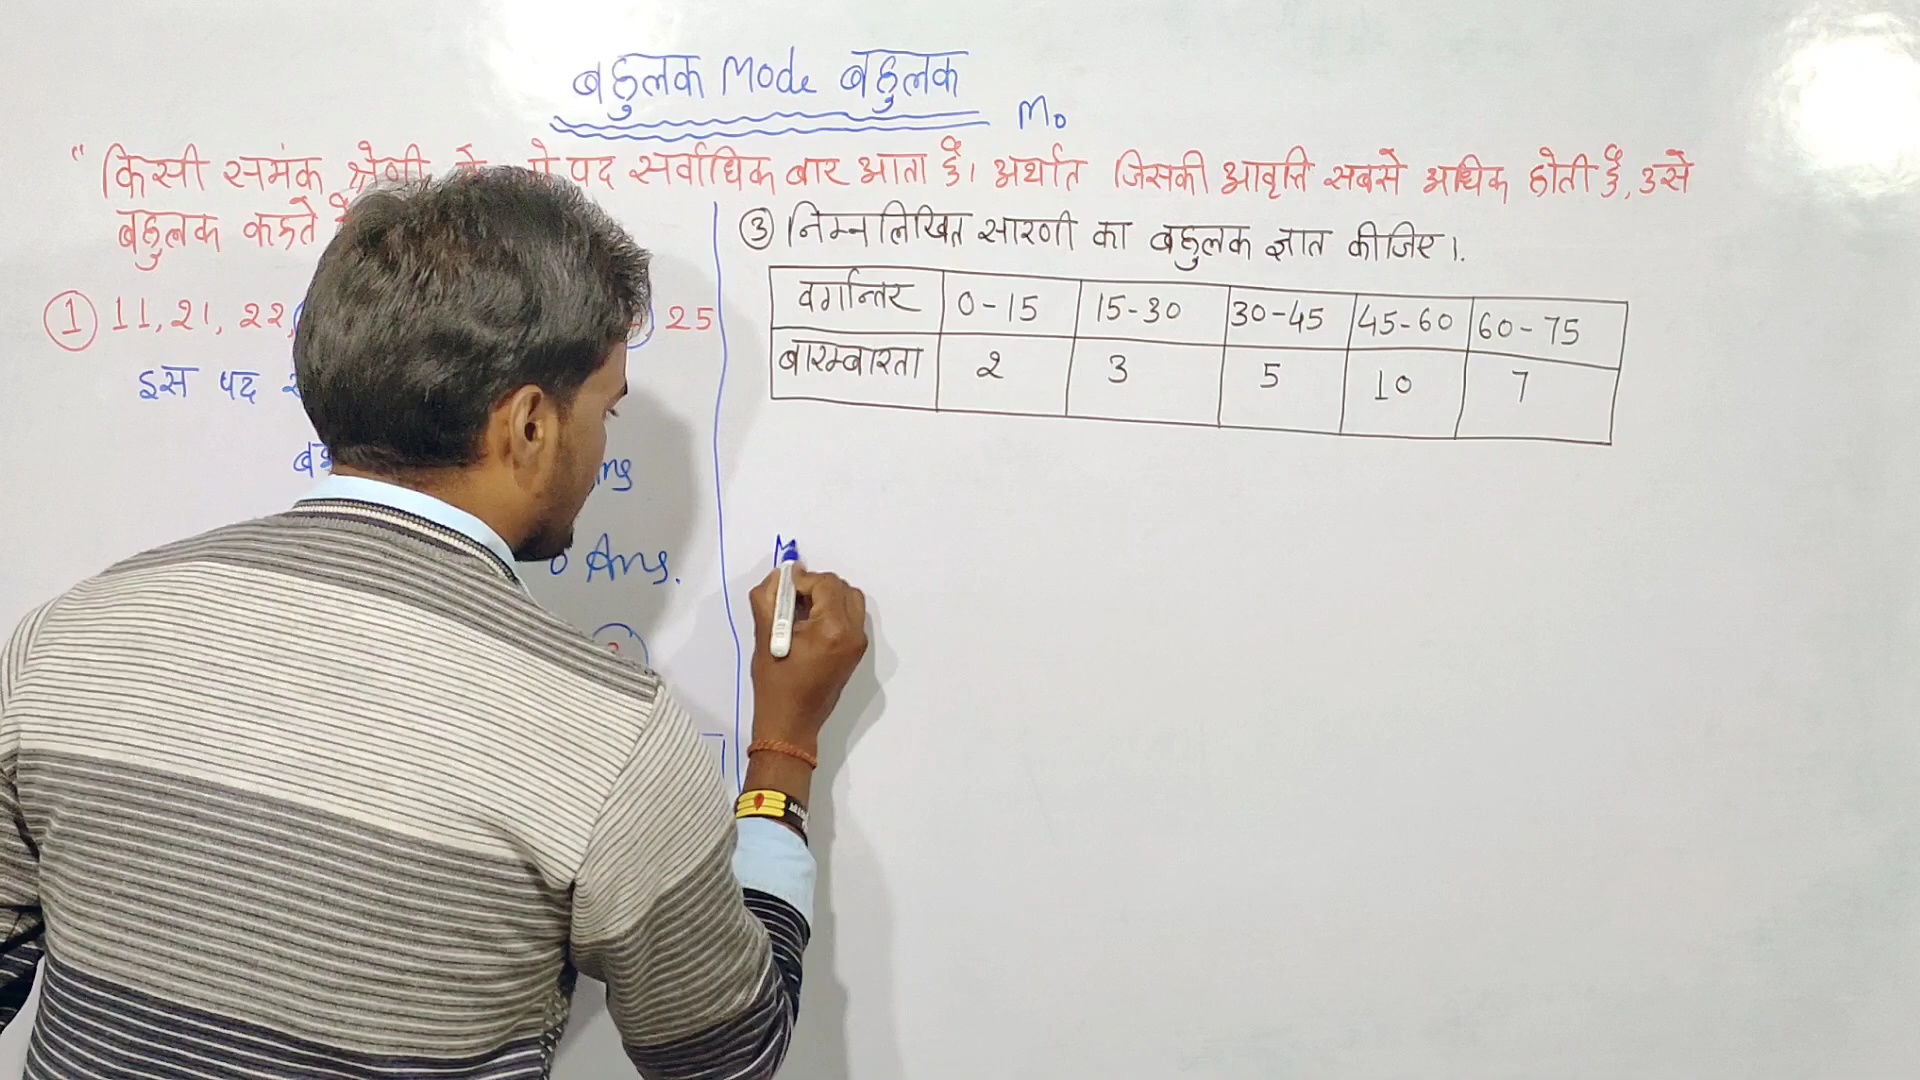 बहुलक Mode बहुलक
Mo
" किसी समंक श्रेणी पद सर्वाधिक बार आता है। अर्थात जिसकी आवृत्ति सबसे अधिक होती है, उसे
बहुलक कहते
① 11, 21, 22, , 25
इस पद
Ans.
③ निम्नलिखित सारणी का बहुलक ज्ञात कीजिए।
वर्गान्तर 0-15 15-30 30-45 45-60 60-75
बारम्बारता 2 3 5 10 7